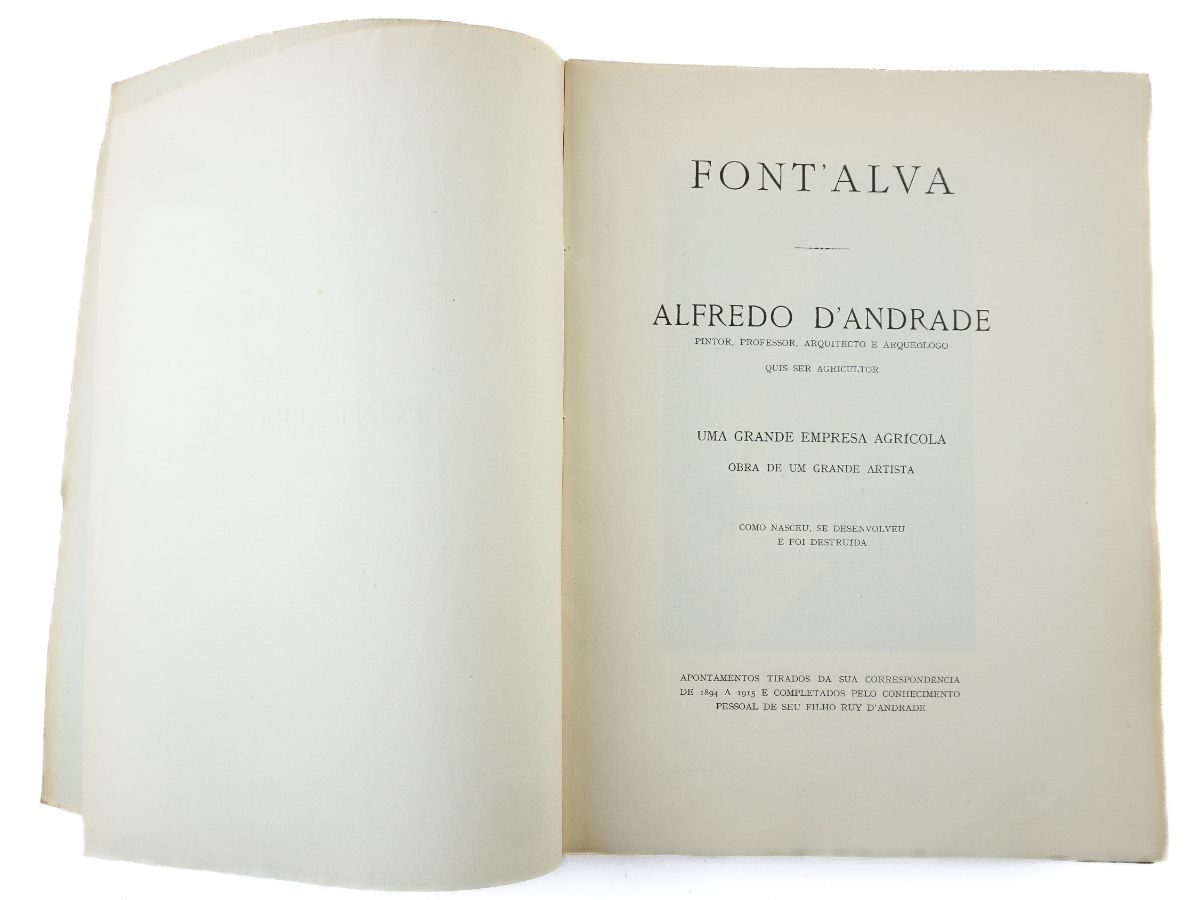 FONT'ALVA
ALFREDO D'ANDRADE
PINTOR, PROFESSOR, ARQUITECTO E ARQUEOLOGO
QUIS SER AGRICULTOR
UMA GRANDE EMPRESA AGRÍCOLA
OBRA DE UM GRANDE ARTISTA
COMO NASCEU, SE DESENVOLVEU
E FOI DESTRUIDA
APONTAMENTOS TIRADOS DA SUA CORRESPONDENCIA
DE 1894 A 1915 E COMPLETADOS PELO CONHECIMENTO
PESSOAL DE SEU FILHO RUY D'ANDRADE